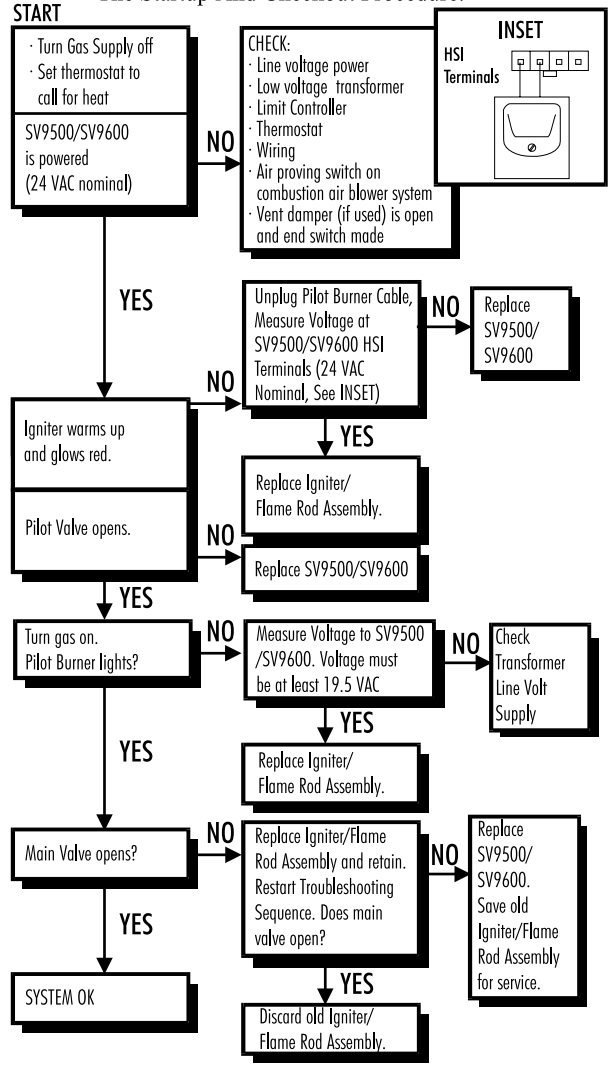 The Startup And Checkout Procedure.
START
· Turn Gas Supply off
· Set thermostat to
call for heat
SV9500/SV9600
is powered
(24 VAC nominal)
NO
CHECK:
· Line voltage power
· Low voltage transformer
· Limit Controller
· Thermostat
· Wiring
· Air proving switch on
combustion air blower system
· Vent damper (if used) is open
and end switch made
INSET
HSI
Terminals
YES
Igniter warms up
and glows red.
NO
Unplug Pilot Burner Cable,
Measure Voltage at
SV9500/SV9600 HSI
Terminals (24 VAC
Nominal, See INSET)
NO
Replace
SV9500/
SV9600
YES
Replace Igniter/
Flame Rod Assembly.
Pilot Valve opens.
NO
Replace SV9500/SV9600
YES
Turn gas on.
Pilot Burner lights?
NO
Measure Voltage to SV9500
/SV9600. Voltage must
be at least 19.5 VAC
NO
Check
Transformer
Line Volt
Supply
YES
Replace Igniter/
Flame Rod Assembly.
YES
Main Valve opens?
NO
Replace Igniter/Flame
Rod Assembly and retain.
Restart Troubleshooting
Sequence. Does main
valve open?
NO
Replace
SV9500/
SV9600.
Save old
Igniter/Flame
Rod Assembly
for service.
YES
Discard old Igniter/
Flame Rod Assembly.
YES
SYSTEM OK